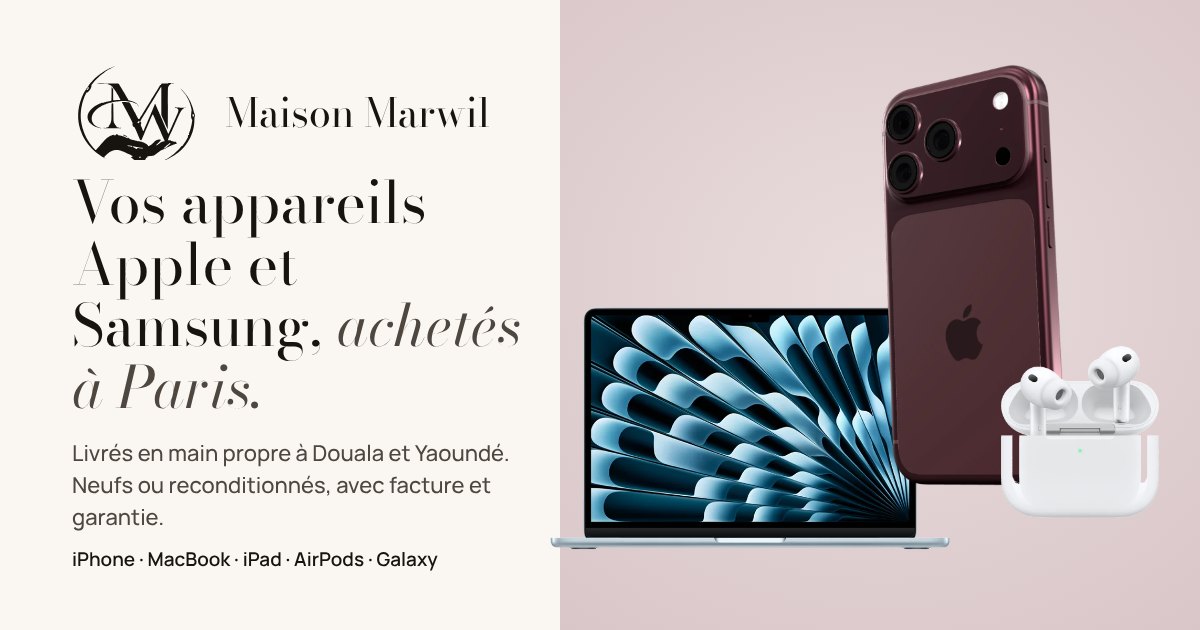 MW
Maison Marwil
Vos appareils
Apple et
Samsung, achetés
à Paris.
Livrés en main propre à Douala et Yaoundé.
Neufs ou reconditionnés, avec facture et
garantie.
iPhone · MacBook · iPad · AirPods · Galaxy